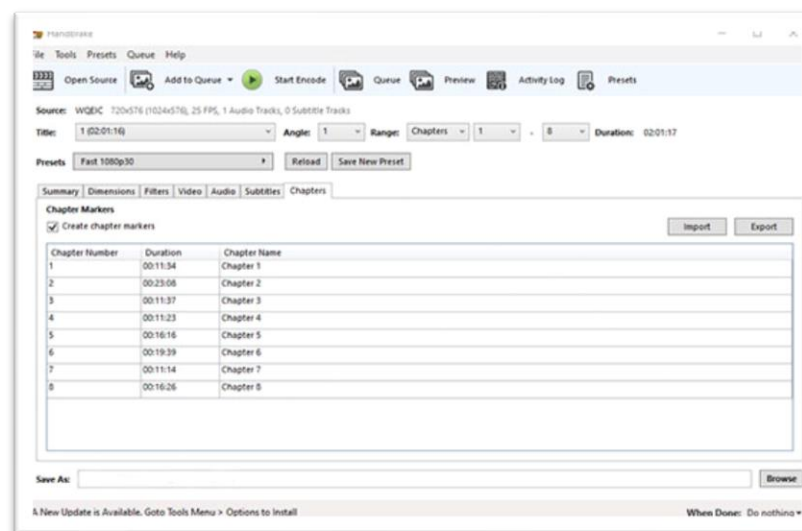 HandBrake
File Tools Presets Queue Help
Open Source Add to Queue Start Encode Queue Preview Activity Log Presets
Source: WQEIC 720x576 (1024x576), 25 FPS, 1 Audio Tracks, 0 Subtitle Tracks
Title: 1 (02:01:16) Angle: 1 Range: Chapters 1 - 8 Duration: 02:01:17
Presets Fast 1080p30 Reload Save New Preset
Summary Dimensions Filters Video Audio Subtitles Chapters
Chapter Markers
Create chapter markers Import Export
Chapter Number Duration Chapter Name
1 00:11:34 Chapter 1
2 00:23:08 Chapter 2
3 00:11:37 Chapter 3
4 00:11:23 Chapter 4
5 00:16:16 Chapter 5
6 00:19:39 Chapter 6
7 00:11:14 Chapter 7
8 00:16:26 Chapter 8
Save As: Browse
A New Update is Available. Goto Tools Menu > Options to Install When Done: Do nothing